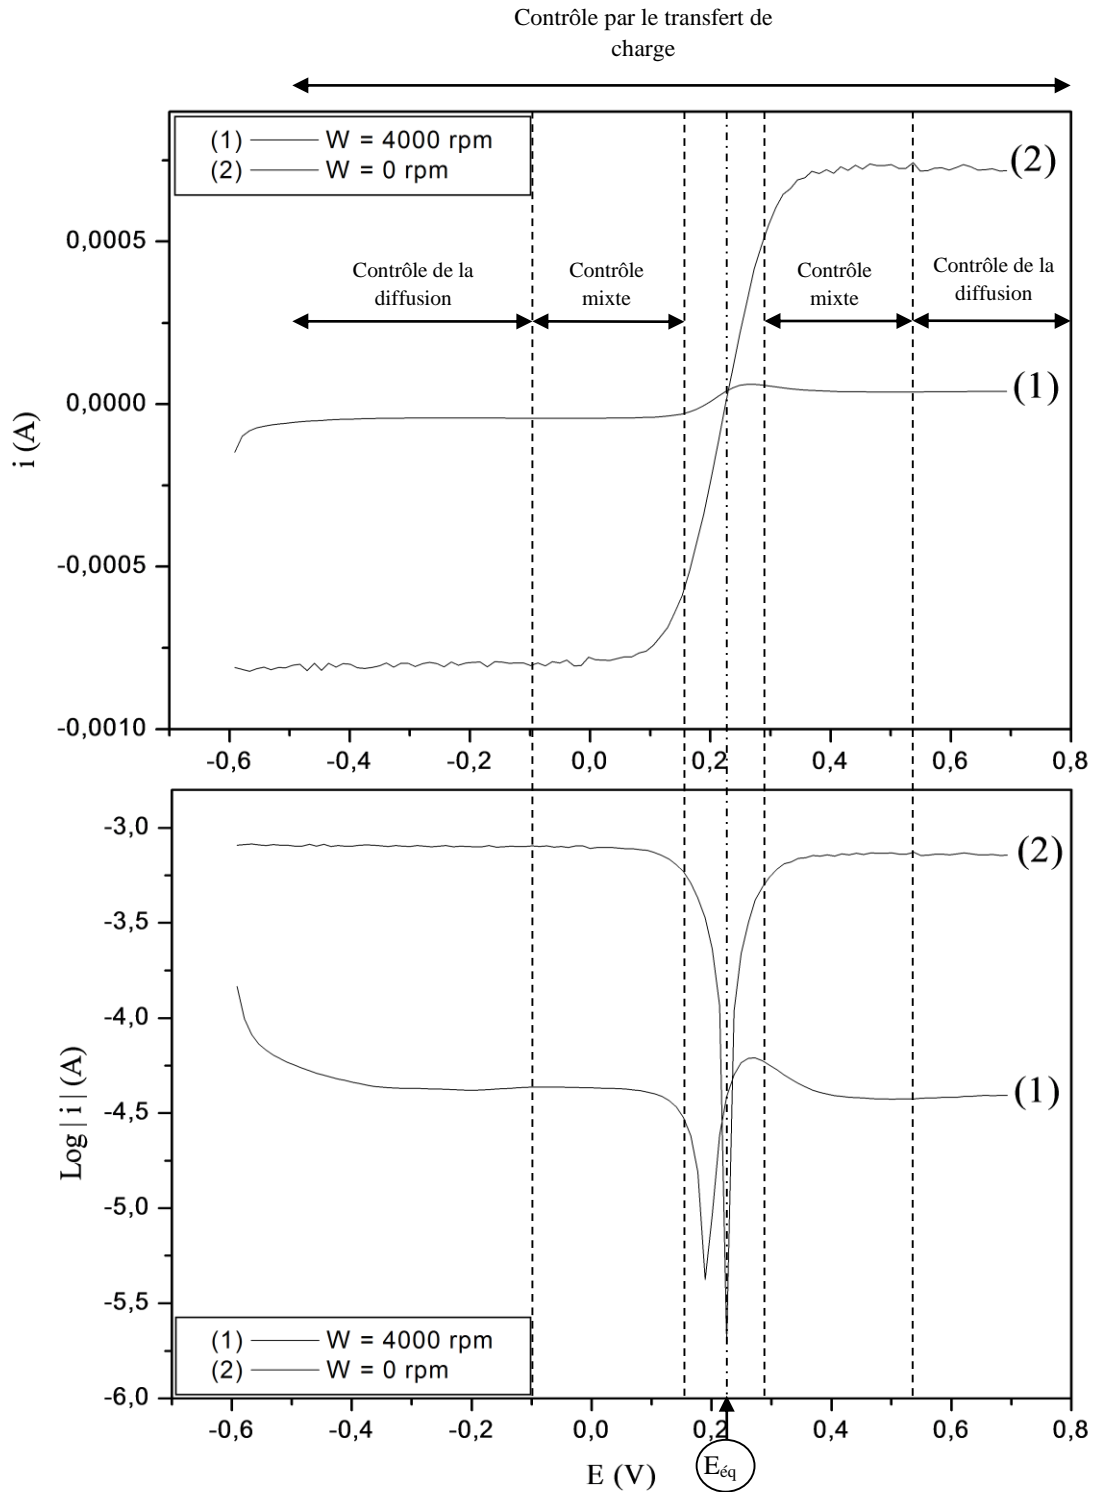 Contrôle par le transfert de
charge
(1) W = 4000 rpm
(2) W = 0 rpm
(2)
0,0005
Contrôle de la
diffusion
Contrôle
mixte
Contrôle
mixte
Contrôle de la
diffusion
(1)
0,0000
i (A)
-0,0005
-0,0010
-0,6 -0,4 -0,2 0,0 0,2 0,4 0,6 0,8
-3,0
(2)
-3,5
-4,0
Log | i | (A)
(1)
-4,5
-5,0
-5,5
(1) W = 4000 rpm
(2) W = 0 rpm
-6,0
-0,6 -0,4 -0,2 0,0 0,2 0,4 0,6 0,8
E (V)
Eéq